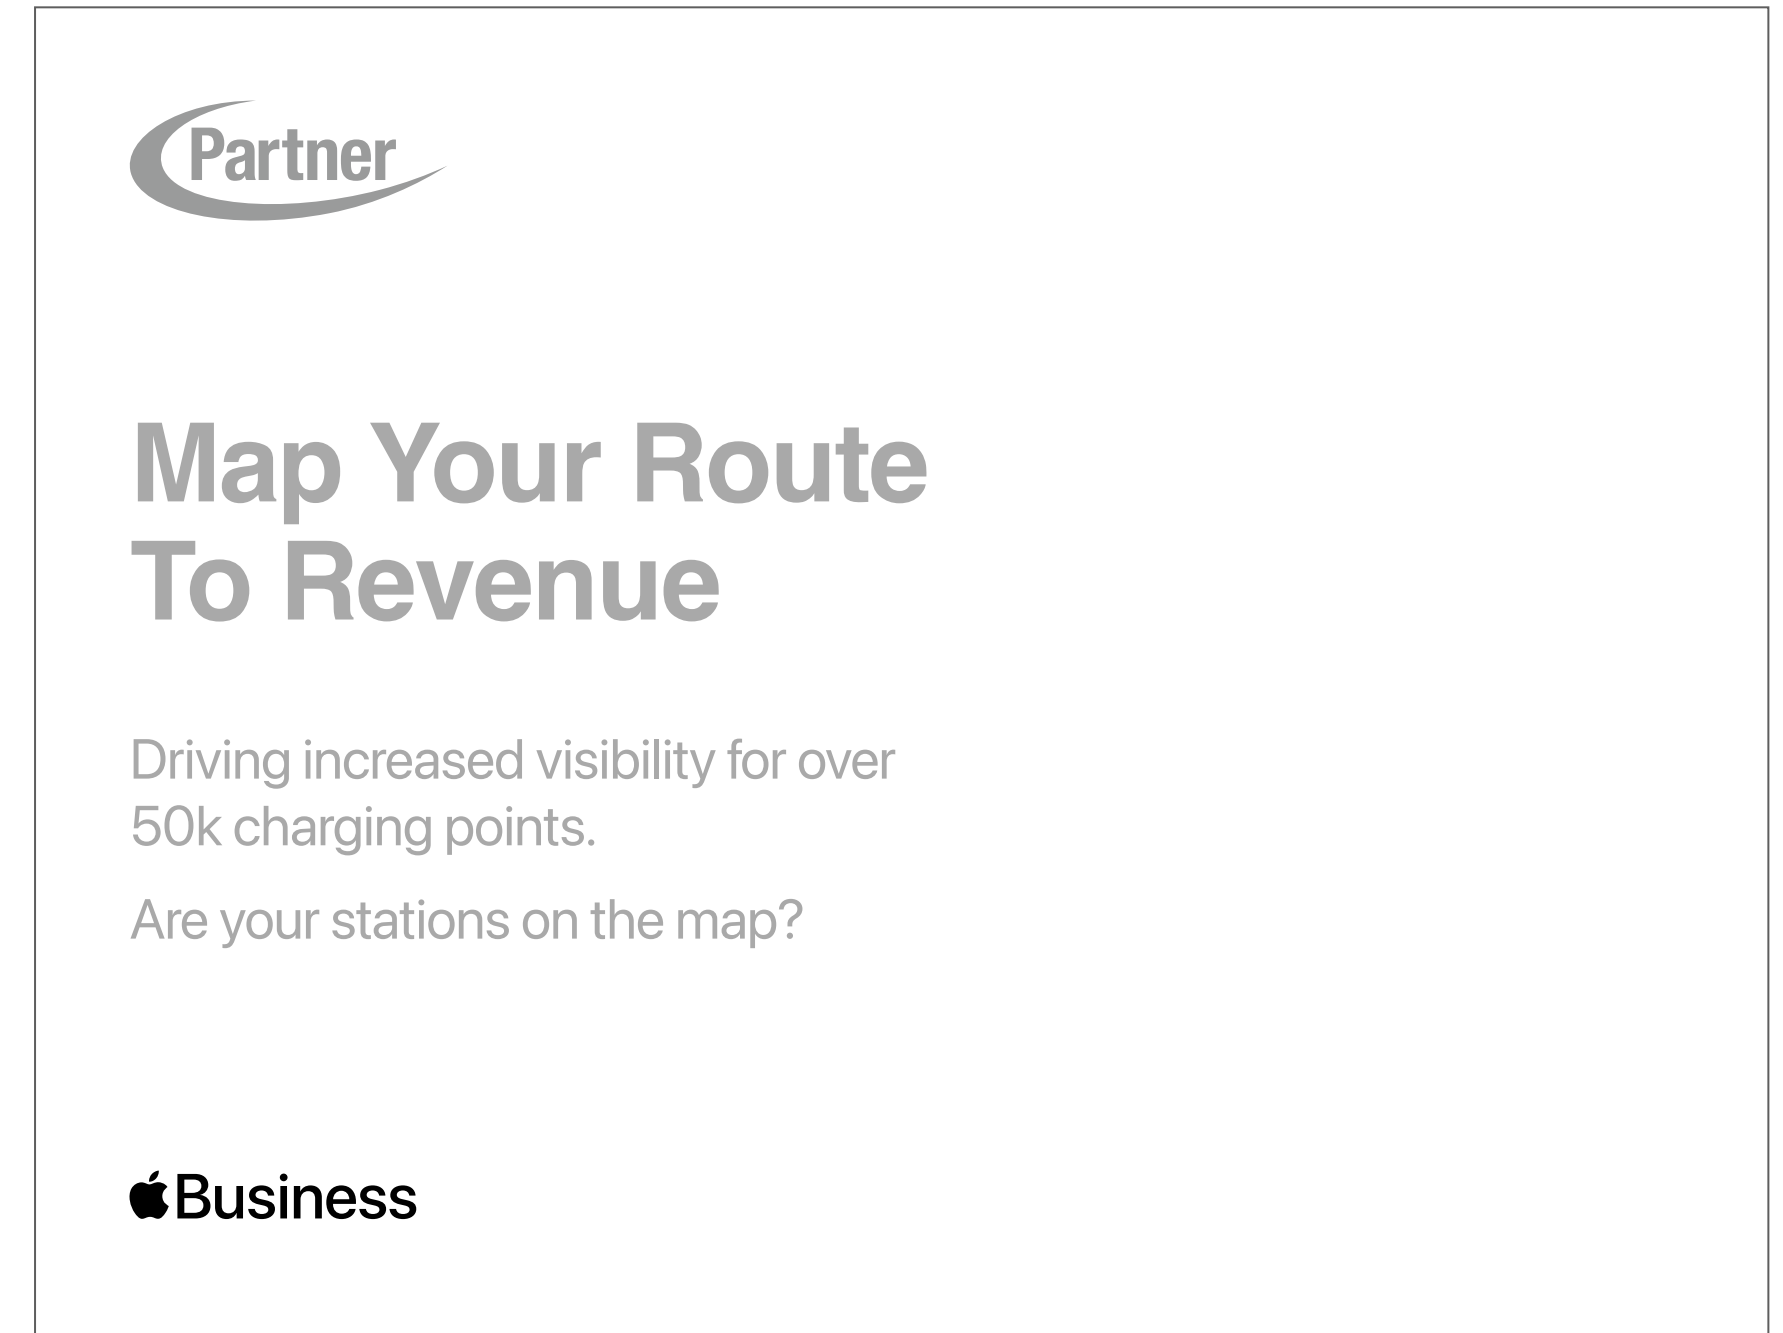 Partner
Map Your Route
To Revenue
Driving increased visibility for over
50k charging points.
Are your stations on the map?
Business